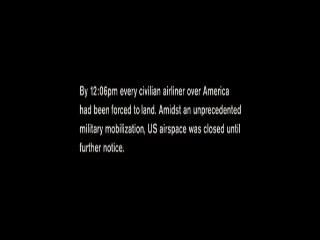 By 12:06pm every civilian airliner over America
had been forced to land. Amidst an unprecedented
military mobilization, US airspace was closed until
further notice.